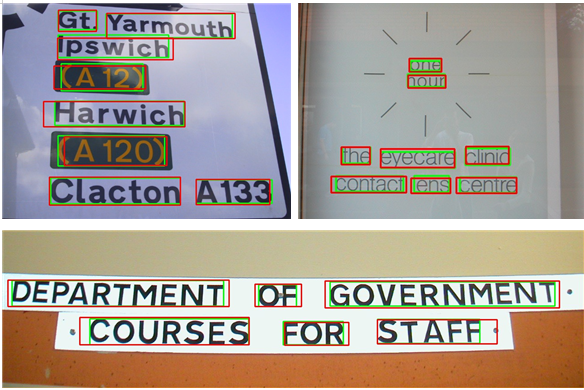 Gt. Yarmouth
Ipswich
(A 12)
Harwich
(A 120)
Clacton A133
one
hour
the eyecare clinic
contact lens centre
DEPARTMENT OF GOVERNMENT
COURSES FOR STAFF